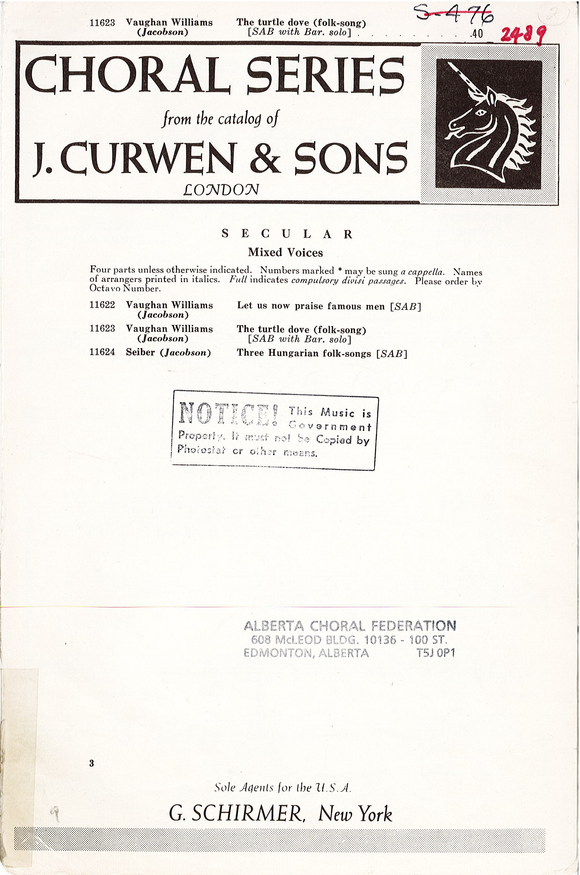 S-476
11623 Vaughan Williams The turtle dove (folk-song)
(Jacobson) [SAB with Bar. solo] . . . . . . . . .40 2489
CHORAL SERIES
from the catalog of
J. CURWEN & SONS
LONDON
SECULAR
Mixed Voices
Four parts unless otherwise indicated. Numbers marked * may be sung a cappella. Names
of arrangers printed in italics. Full indicates compulsory divisi passages. Please order by
Octavo Number.
11622 Vaughan Williams Let us now praise famous men [SAB]
(Jacobson)
11623 Vaughan Williams The turtle dove (folk-song)
(Jacobson) [SAB with Bar. solo]
11624 Seiber (Jacobson) Three Hungarian folk-songs [SAB]
NOTICE! This Music is
Government
Property. It must not be Copied by
Photostat or other means.
ALBERTA CHORAL FEDERATION
608 McLEOD BLDG. 10136 - 100 ST.
EDMONTON, ALBERTA T5J 0P1
3
Sole Agents for the U.S.A.
G. SCHIRMER, New York
9